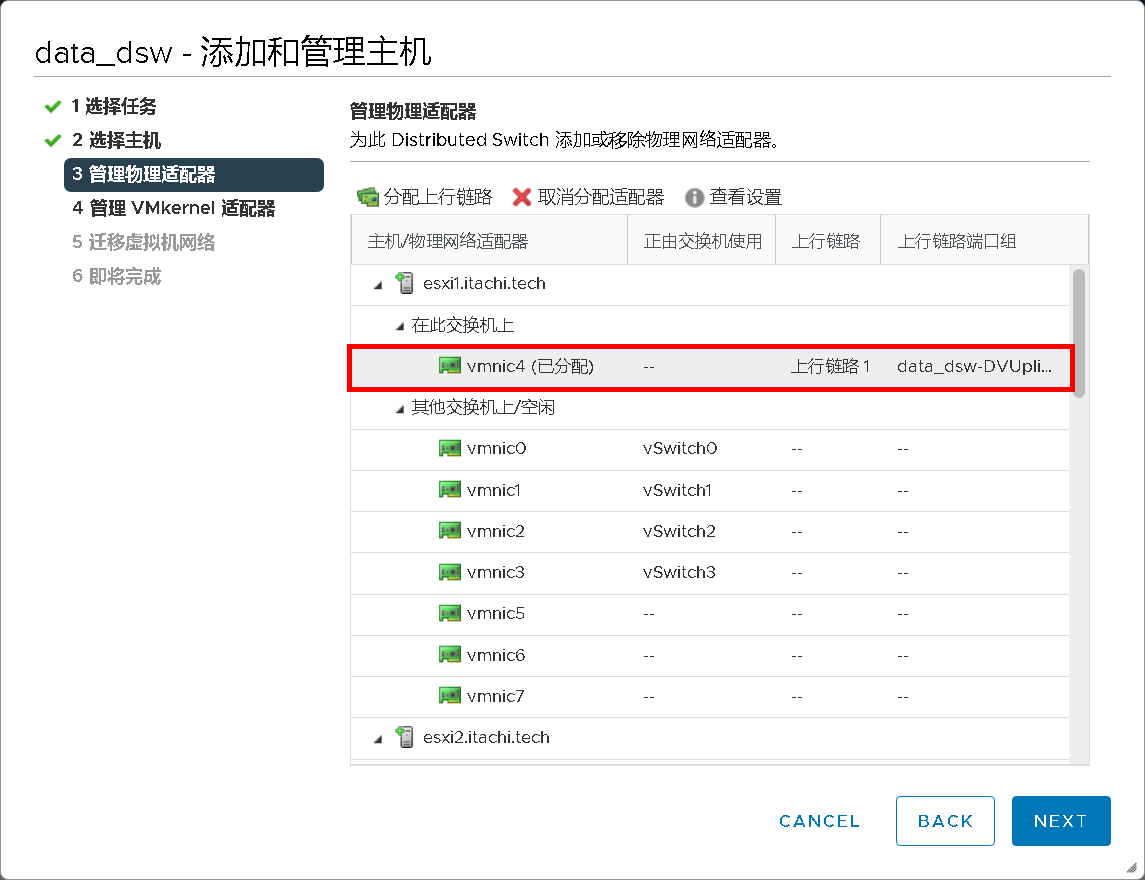 data_dsw - 添加和管理主机
1 选择任务
2 选择主机
3 管理物理适配器
4 管理 VMkernel 适配器
5 迁移虚拟机网络
6 即将完成
管理物理适配器
为此 Distributed Switch 添加或移除物理网络适配器。
分配上行链路 取消分配适配器 查看设置
主机/物理网络适配器 正由交换机使用 上行链路 上行链路端口组
esxi1.itachi.tech
在此交换机上
vmnic4 (已分配) -- 上行链路 1 data_dsw-DVUpli...
其他交换机上/空闲
vmnic0 vSwitch0 -- --
vmnic1 vSwitch1 -- --
vmnic2 vSwitch2 -- --
vmnic3 vSwitch3 -- --
vmnic5 -- -- --
vmnic6 -- -- --
vmnic7 -- -- --
esxi2.itachi.tech
CANCEL BACK NEXT